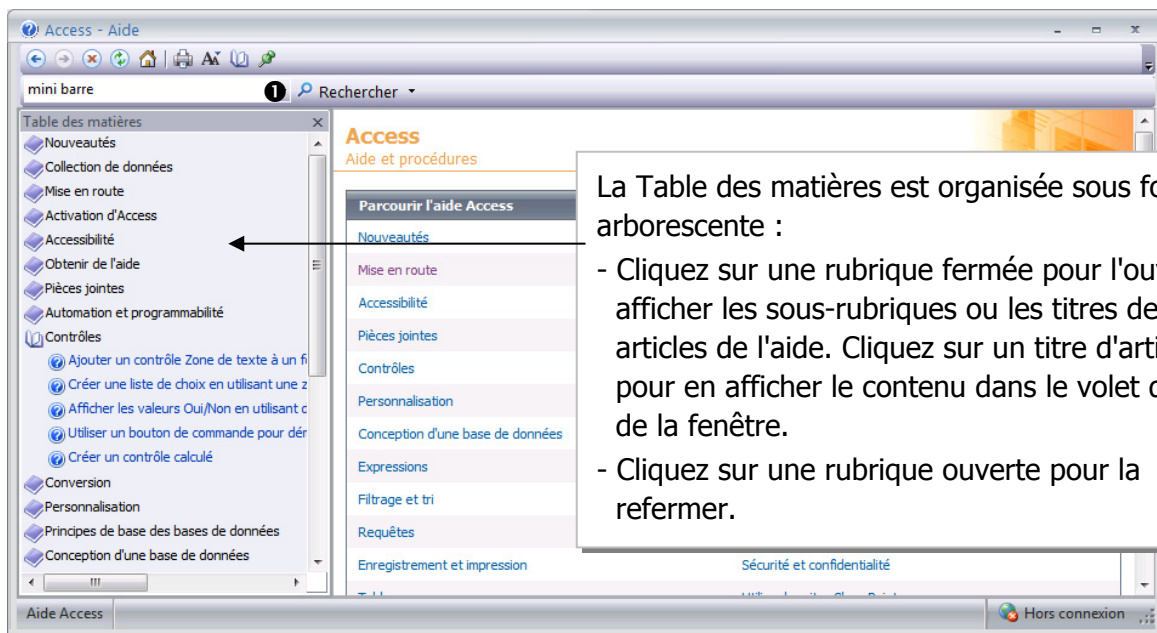 Access - Aide
mini barre
❶
Rechercher
Table des matières
Nouveautés
Collection de données
Mise en route
Activation d'Access
Accessibilité
Obtenir de l'aide
Pièces jointes
Automation et programmabilité
Contrôles
Ajouter un contrôle Zone de texte à un
Créer une liste de choix en utilisant une
Afficher les valeurs Oui/Non en utilisant
Utiliser un bouton de commande pour
Créer un contrôle calculé
Conversion
Personnalisation
Principes de base des bases de données
Conception d'une base de données
Access
Aide et procédures
Parcourir l'aide Access
Nouveautés
Mise en route
Accessibilité
Pièces jointes
Contrôles
Personnalisation
Conception d'une base de données
Expressions
Filtrage et tri
Requêtes
Enregistrement et impression
Sécurité et confidentialité
La Table des matières est organisée sous
arborescente :
- Cliquez sur une rubrique fermée pour
afficher les sous-rubriques ou les titres
articles de l'aide. Cliquez sur un titre
pour en afficher le contenu dans le volet
de la fenêtre.
- Cliquez sur une rubrique ouverte pour la
refermer.
Aide Access
Hors connexion